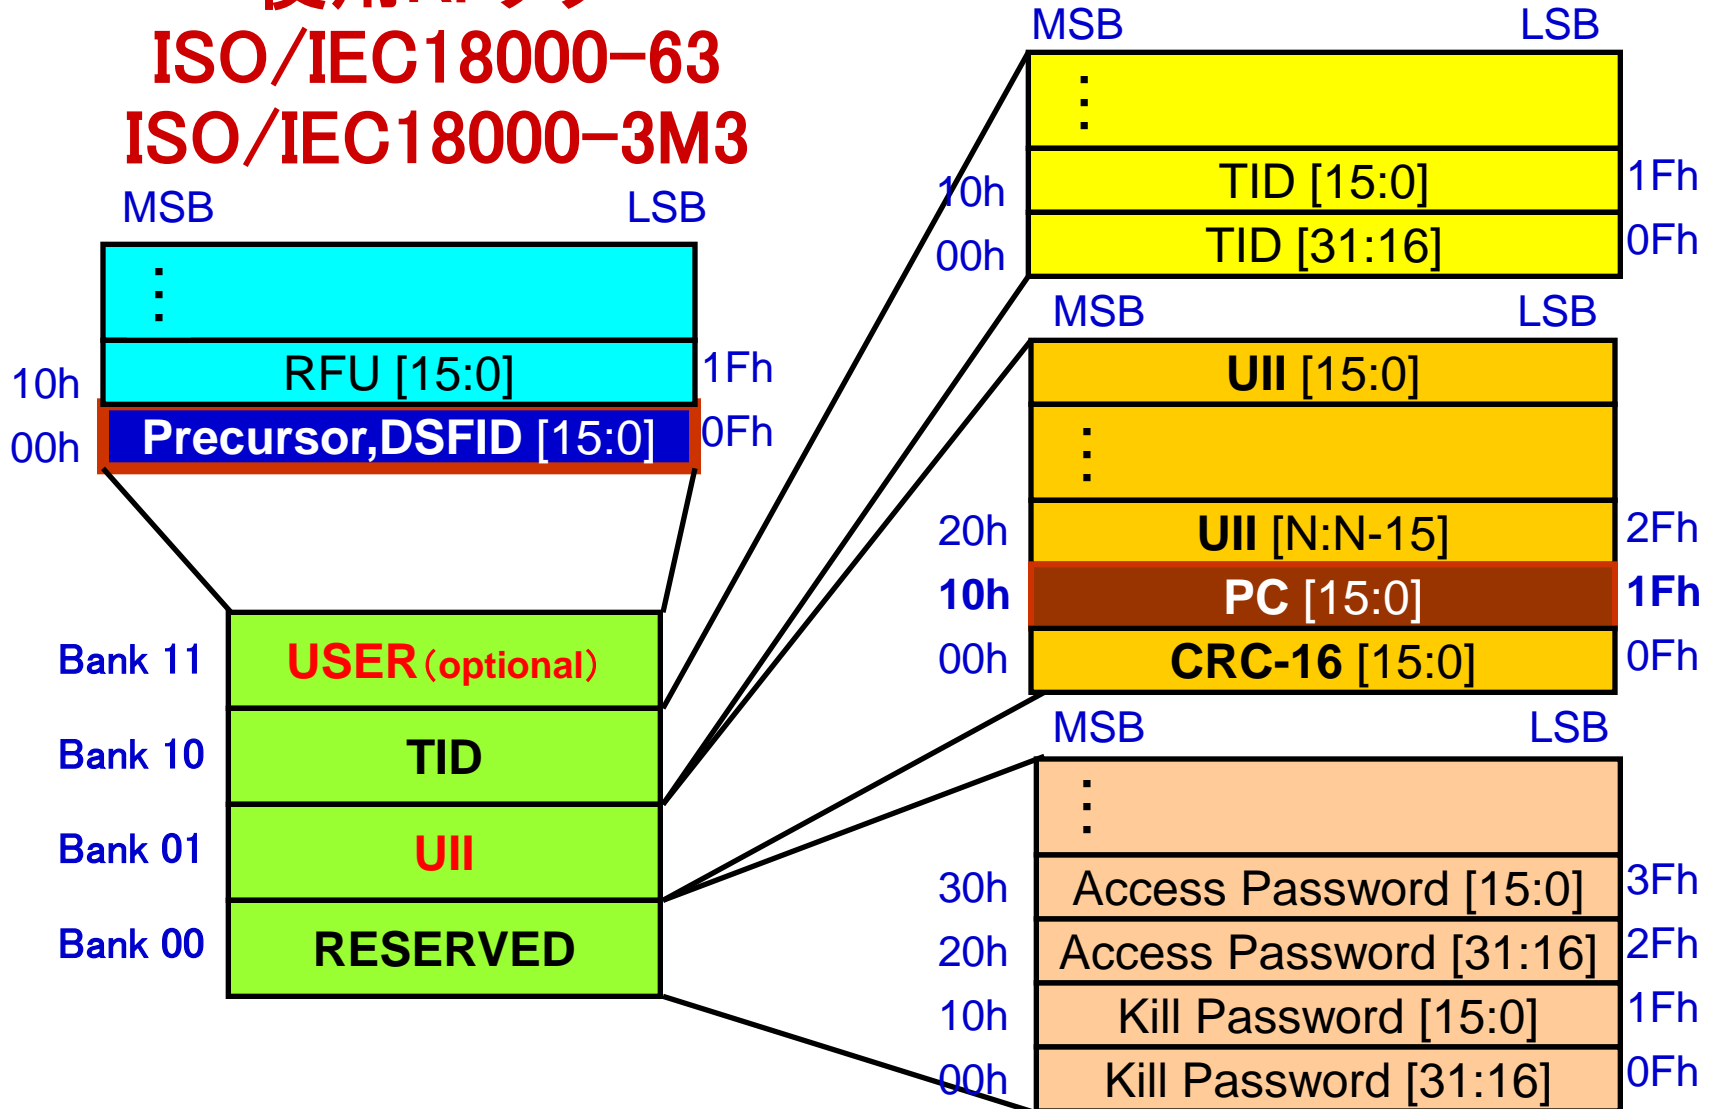 ISO/IEC18000-63
ISO/IEC18000-3M3
MSB LSB
⋮
10h RFU [15:0] 1Fh
00h Precursor,DSFID [15:0] 0Fh
Bank 11 USER(optional)
Bank 10 TID
Bank 01 UII
Bank 00 RESERVED
MSB LSB
⋮
10h TID [15:0] 1Fh
00h TID [31:16] 0Fh
MSB LSB
UII [15:0]
⋮
20h UII [N:N-15] 2Fh
10h PC [15:0] 1Fh
00h CRC-16 [15:0] 0Fh
MSB LSB
⋮
30h Access Password [15:0] 3Fh
20h Access Password [31:16] 2Fh
10h Kill Password [15:0] 1Fh
00h Kill Password [31:16] 0Fh